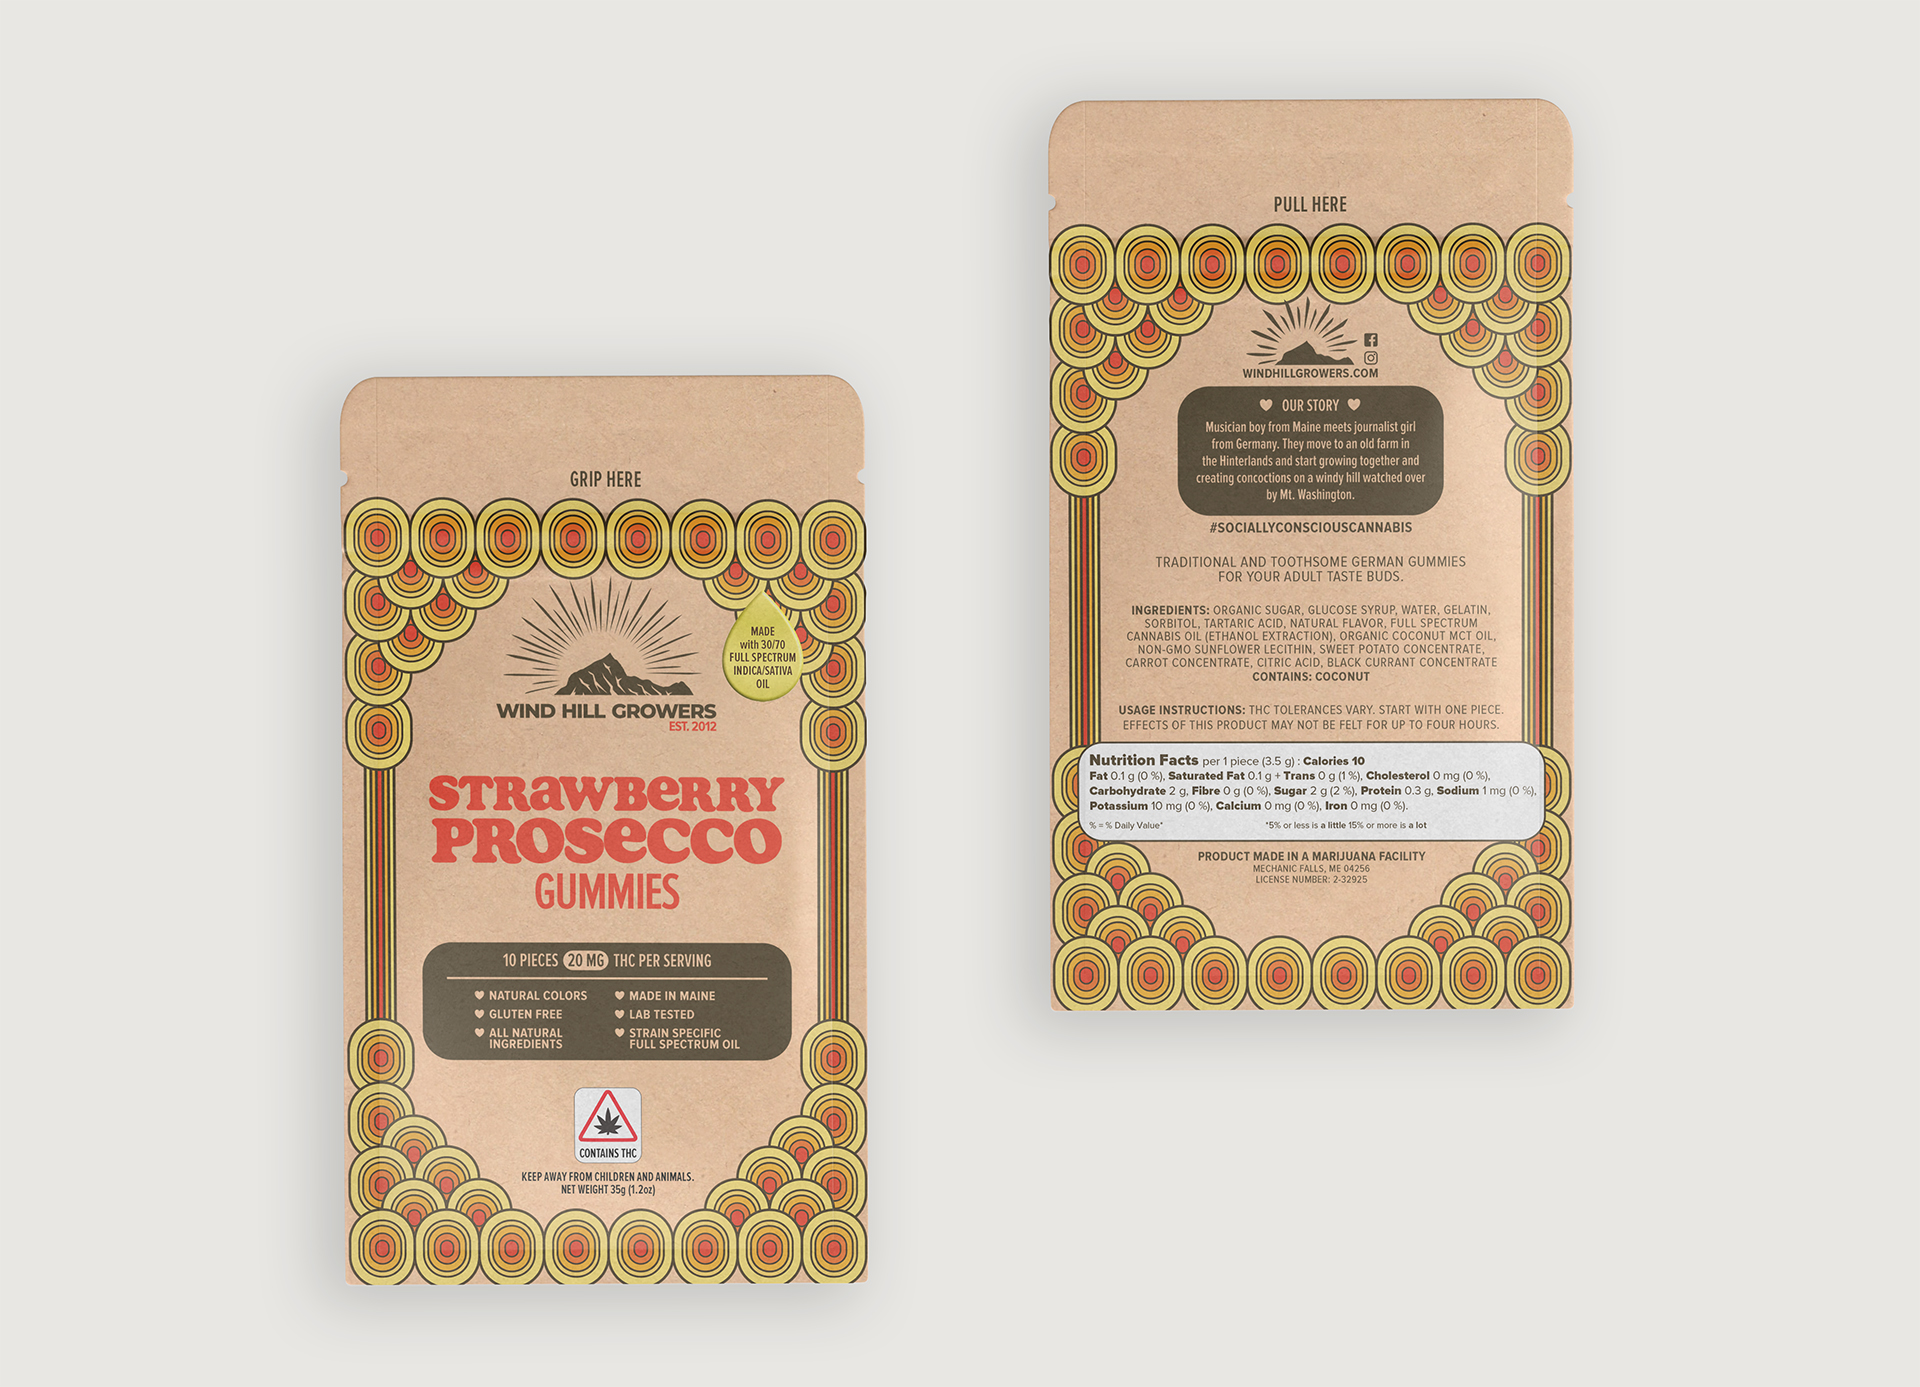 GRIP HERE
MADE
with 30/70
FULL SPECTRUM
INDICA/SATIVA
OIL
WIND HILL GROWERS
EST. 2012
STRAWBERRY
PROSECCO
GUMMIES
10 PIECES 20 MG THC PER SERVING
NATURAL COLORS
GLUTEN FREE
ALL NATURAL
INGREDIENTS
MADE IN MAINE
LAB TESTED
STRAIN SPECIFIC
FULL SPECTRUM OIL
CONTAINS THC
KEEP AWAY FROM CHILDREN AND ANIMALS.
NET WEIGHT 35g (1.2oz)
PULL HERE
WINDHILLGROWERS.COM
OUR STORY
Musician boy from Maine meets journalist girl
from Germany. They move to an old farm in
the Hinterlands and start growing together and
creating concoctions on a windy hill watched over
by Mt. Washington.
#SOCIALLYCONSCIOUSCANNABIS
TRADITIONAL AND TOOTHSOME GERMAN GUMMIES
FOR YOUR ADULT TASTE BUDS.
INGREDIENTS: ORGANIC SUGAR, GLUCOSE SYRUP, WATER, GELATIN,
SORBITOL, TARTARIC ACID, NATURAL FLAVOR, FULL SPECTRUM
CANNABIS OIL (ETHANOL EXTRACTION), ORGANIC COCONUT MCT OIL,
NON-GMO SUNFLOWER LECITHIN, SWEET POTATO CONCENTRATE,
CARROT CONCENTRATE, CITRIC ACID, BLACK CURRANT CONCENTRATE
CONTAINS: COCONUT
USAGE INSTRUCTIONS: THC TOLERANCES VARY. START WITH ONE PIECE.
EFFECTS OF THIS PRODUCT MAY NOT BE FELT FOR UP TO FOUR HOURS.
Nutrition Facts per 1 piece (3.5 g) : Calories 10
Fat 0.1 g (0 %), Saturated Fat 0.1 g + Trans 0 g (1 %), Cholesterol 0 mg (0 %),
Carbohydrate 2 g, Fibre 0 g (0 %), Sugar 2 g (2 %), Protein 0.3 g, Sodium 1 mg (0 %),
Potassium 10 mg (0 %), Calcium 0 mg (0 %), Iron 0 mg (0 %).
% = % Daily Value* *5% or less is a little 15% or more is a lot
PRODUCT MADE IN A MARIJUANA FACILITY
MECHANIC FALLS, ME 04256
LICENSE NUMBER: 2-32925